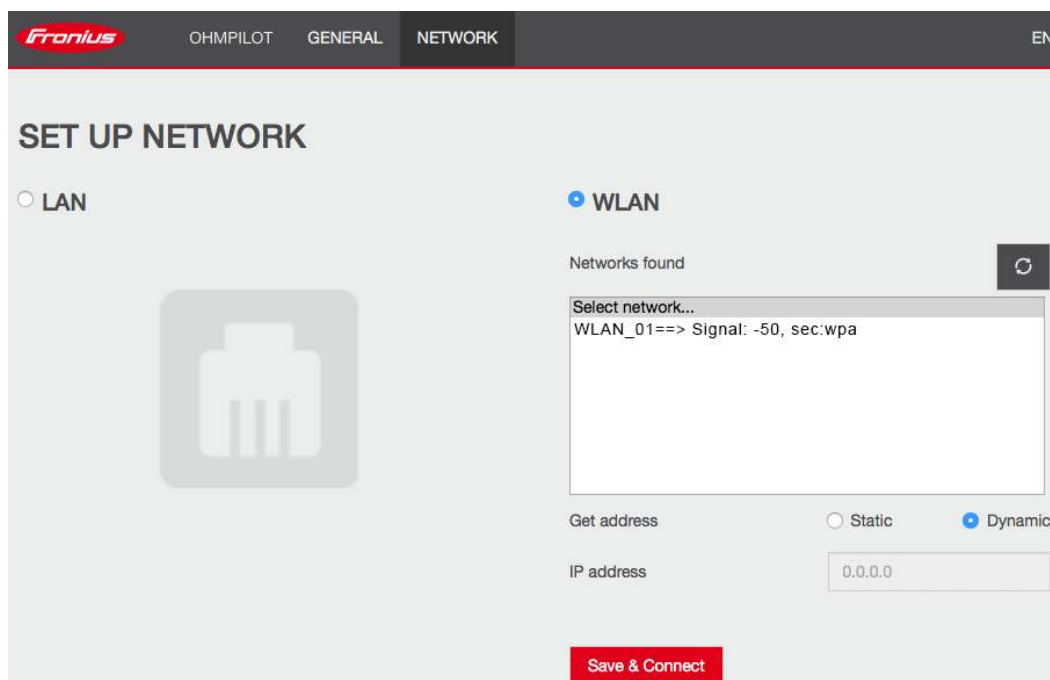 Fronius OHMPILOT GENERAL NETWORK EN
SET UP NETWORK
LAN
WLAN
Networks found
Select network...
WLAN_01==> Signal: -50, sec:wpa
Get address Static Dynamic
IP address 0.0.0.0
Save & Connect